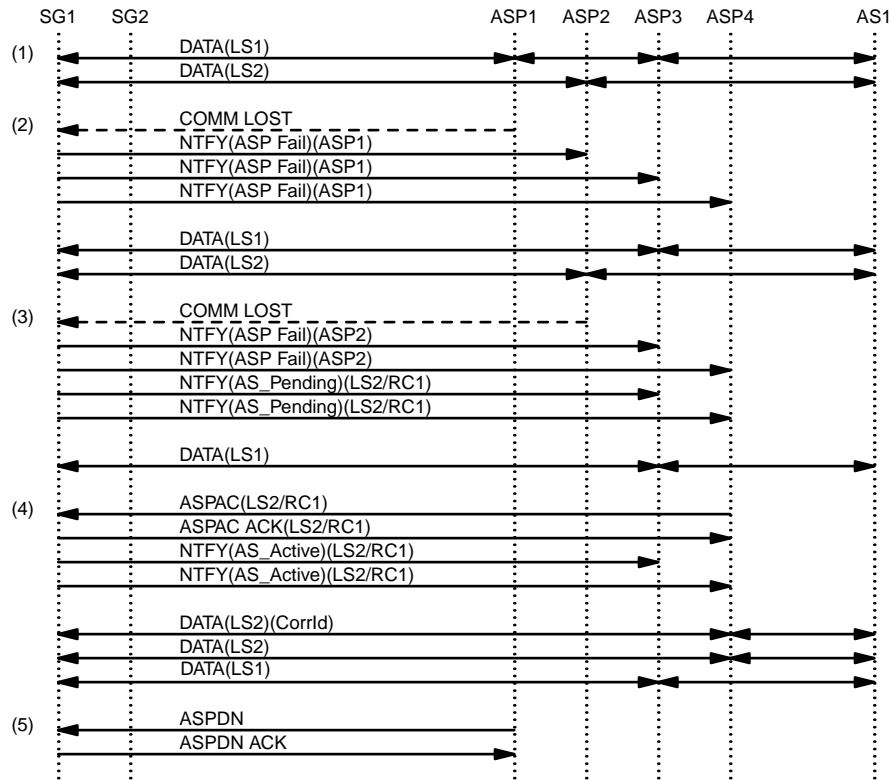 SG1 SG2 ASP1 ASP2 ASP3 ASP4 AS1
(1) DATA(LS1)
DATA(LS2)
(2) COMM LOST
NTFY(ASP Fail)(ASP1)
NTFY(ASP Fail)(ASP1)
NTFY(ASP Fail)(ASP1)
DATA(LS1)
DATA(LS2)
(3) COMM LOST
NTFY(ASP Fail)(ASP2)
NTFY(ASP Fail)(ASP2)
NTFY(AS_Pending)(LS2/RC1)
NTFY(AS_Pending)(LS2/RC1)
DATA(LS1)
(4) ASPAC(LS2/RC1)
ASPAC ACK(LS2/RC1)
NTFY(AS_Active)(LS2/RC1)
NTFY(AS_Active)(LS2/RC1)
DATA(LS2)(CorrId)
DATA(LS2)
DATA(LS1)
(5) ASPDN
ASPDN ACK